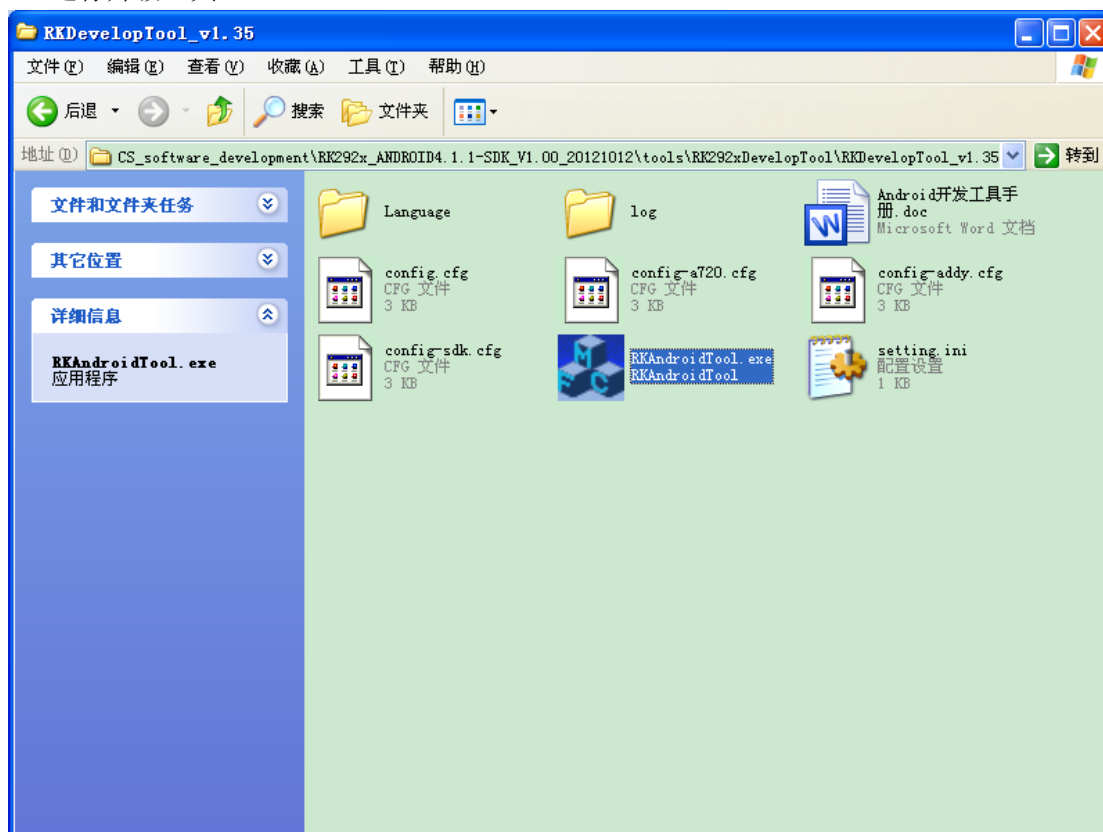 RKDevelopTool_v1.35
文件(F) 编辑(E) 查看(V) 收藏(A) 工具(T) 帮助(H)
后退 搜索 文件夹
地址(D) CS_software_development\RK292x_ANDROID4.1.1-SDK_V1.00_20121012\tools\RK292xDevelopTool\RKDevelopTool_v1.35 转到
文件和文件夹任务
其它位置
详细信息
RKAndroidTool.exe
应用程序
Language
log
Android开发工具手
册.doc
Microsoft Word 文档
config.cfg
CFG 文件
3 KB
config-a720.cfg
CFG 文件
3 KB
config-addy.cfg
CFG 文件
3 KB
config-sdk.cfg
CFG 文件
3 KB
RKAndroidTool.exe
RKAndroidTool
setting.ini
配置设置
1 KB